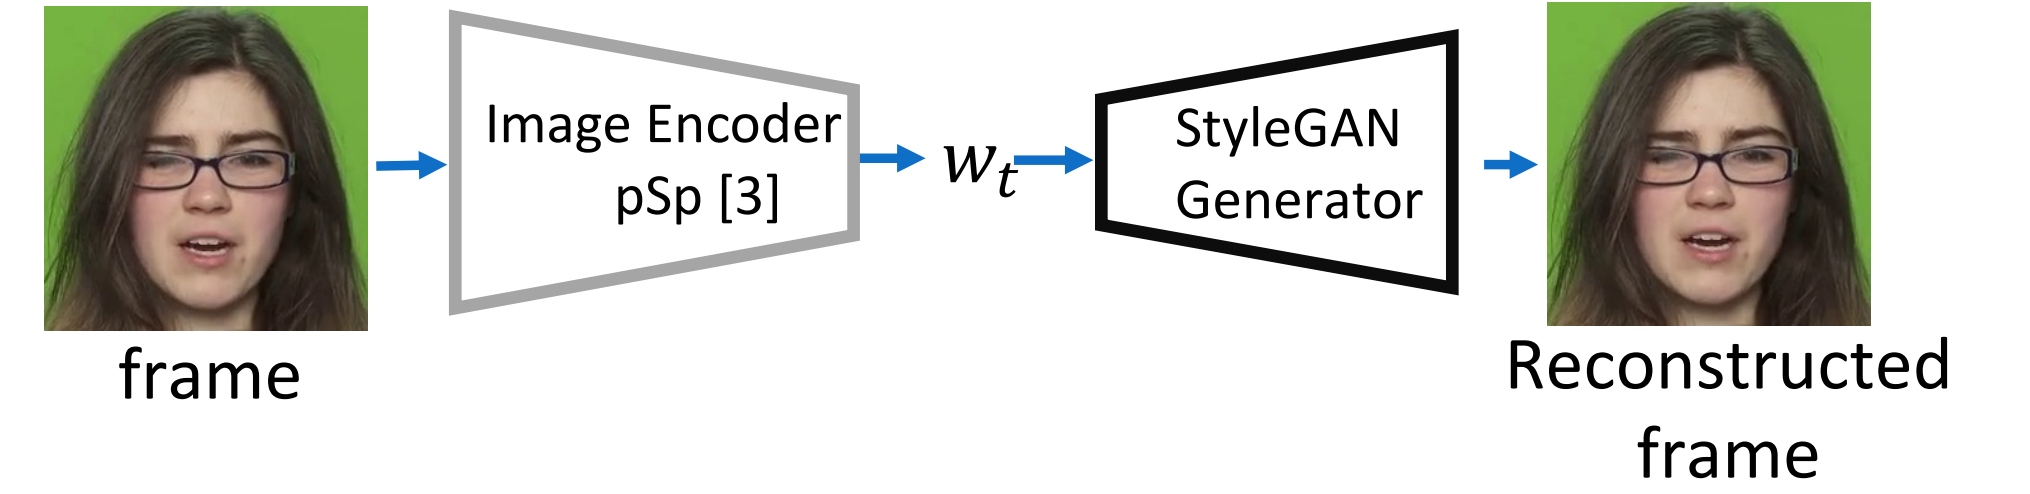 frame
Image Encoder
pSp [3]
w_t
StyleGAN
Generator
Reconstructed
frame